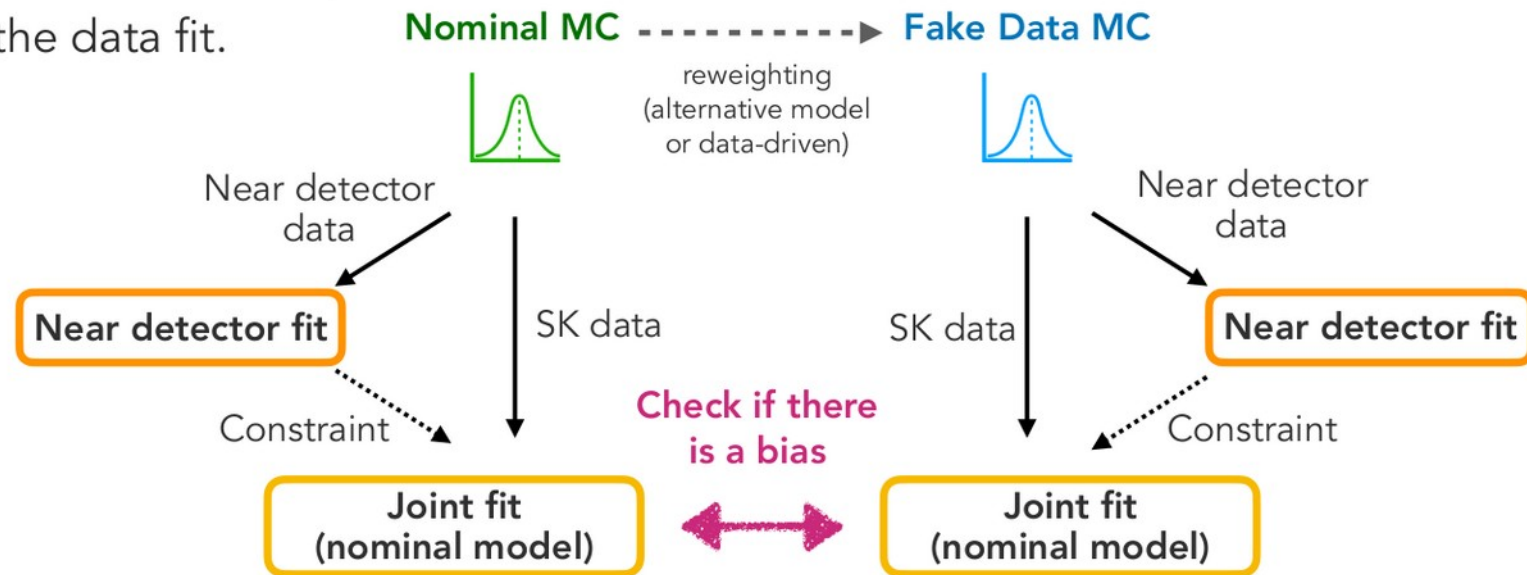 the data fit.
Nominal MC
Fake Data MC
reweighting
(alternative model
or data-driven)
Near detector
data
Near detector
data
Near detector fit
SK data
SK data
Near detector fit
Constraint
Check if there
is a bias
Constraint
Joint fit
(nominal model)
Joint fit
(nominal model)